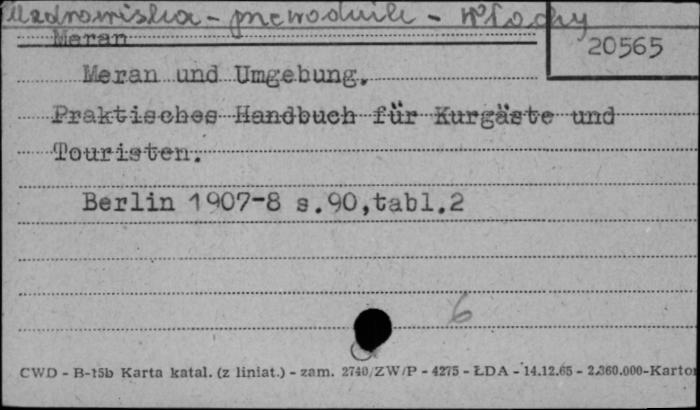 Uzdrowiska - przewodniki - Włochy
Meran
20565
Meran und Umgebung.
Praktisches Handbuch für Kurgäste und
Touristen.
Berlin 1907-8 s.90,tabl.2
6
CWD - B-15b Karta katal. (z liniat.) - zam. 2740/ZW/P - 4275 - ŁDA - 14.12.65 - 2.360.000-Karto